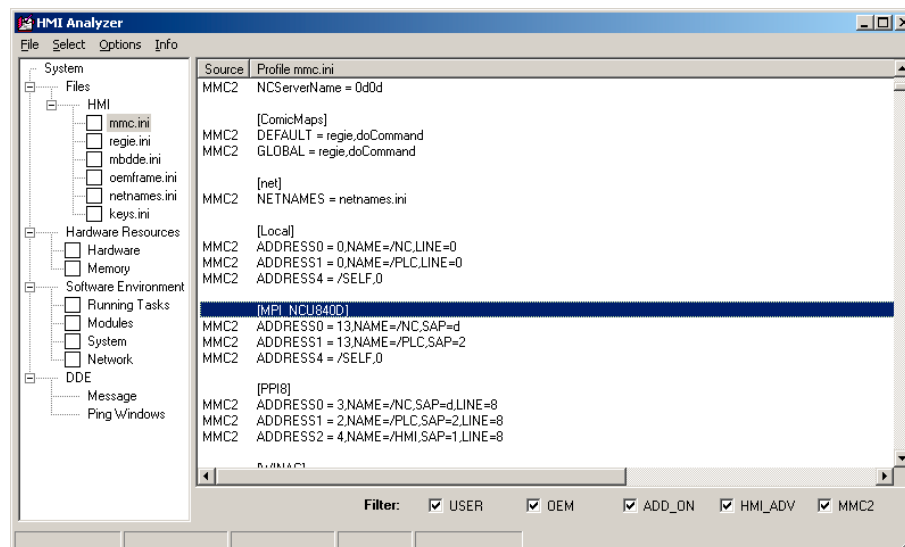 HMI Analyzer
File Select Options Info
System
Files
HMI
mmc.ini
regie.ini
mbdde.ini
oemframe.ini
netnames.ini
keys.ini
Hardware Resources
Hardware
Memory
Software Environment
Running Tasks
Modules
System
Network
DDE
Message
Ping Windows
Source Profile mmc.ini
MMC2 NCServerName = 0d0d
[ComicMaps]
MMC2 DEFAULT = regie,doCommand
MMC2 GLOBAL = regie,doCommand
[net]
MMC2 NETNAMES = netnames.ini
[Local]
MMC2 ADDRESS0 = 0,NAME=/NC,LINE=0
MMC2 ADDRESS1 = 0,NAME=/PLC,LINE=0
MMC2 ADDRESS4 = /SELF,0
[MPI_NCU840D]
MMC2 ADDRESS0 = 13,NAME=/NC,SAP=d
MMC2 ADDRESS1 = 13,NAME=/PLC,SAP=2
MMC2 ADDRESS4 = /SELF,0
[PPI8]
MMC2 ADDRESS0 = 3,NAME=/NC,SAP=d,LINE=8
MMC2 ADDRESS1 = 2,NAME=/PLC,SAP=2,LINE=8
MMC2 ADDRESS2 = 4,NAME=/HMI,SAP=1,LINE=8
Filter: USER OEM ADD_ON HMI_ADV MMC2